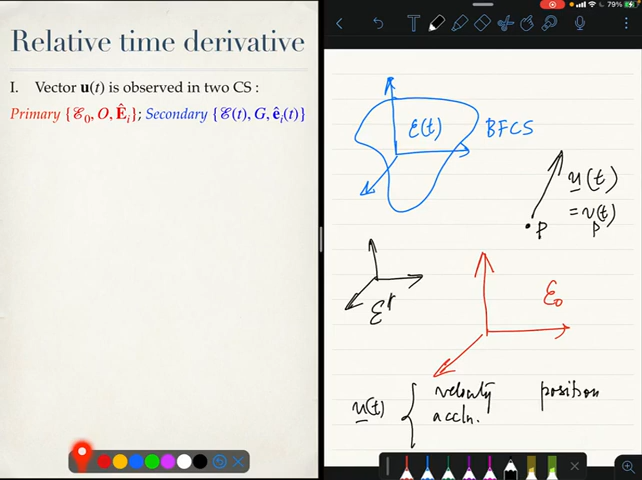 Relative time derivative
I. Vector u(t) is observed in two CS :
Primary {ℰ₀, O, Êᵢ}; Secondary {ℰ(t), G, êᵢ(t)}
79%
T
ℰ(t)
BFCS
u(t)
= v(t)
P
P
ℰ₀
velocity
position
u(t)
accln.